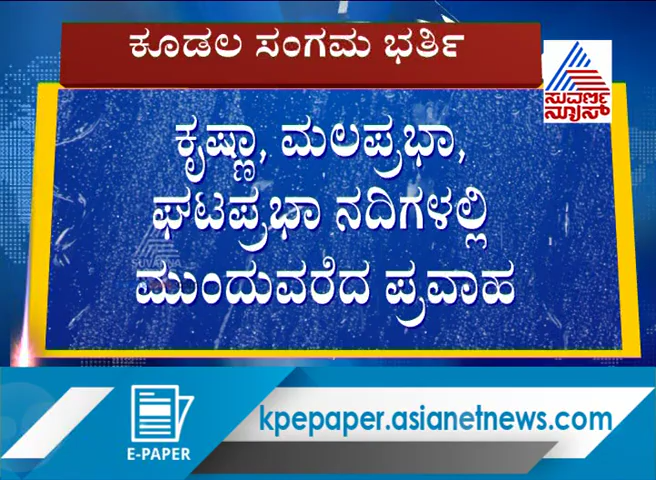 ಕೂಡಲ ಸಂಗಮ ಭರ್ತಿ
ಸುವರ್ಣ
ನ್ಯೂಸ್
ಕೃಷ್ಣಾ, ಮಲಪ್ರಭಾ,
ಘಟಪ್ರಭಾ ನದಿಗಳಲ್ಲಿ
ಮುಂದುವರೆದ ಪ್ರವಾಹ
E-PAPER
kpepaper.asianetnews.com